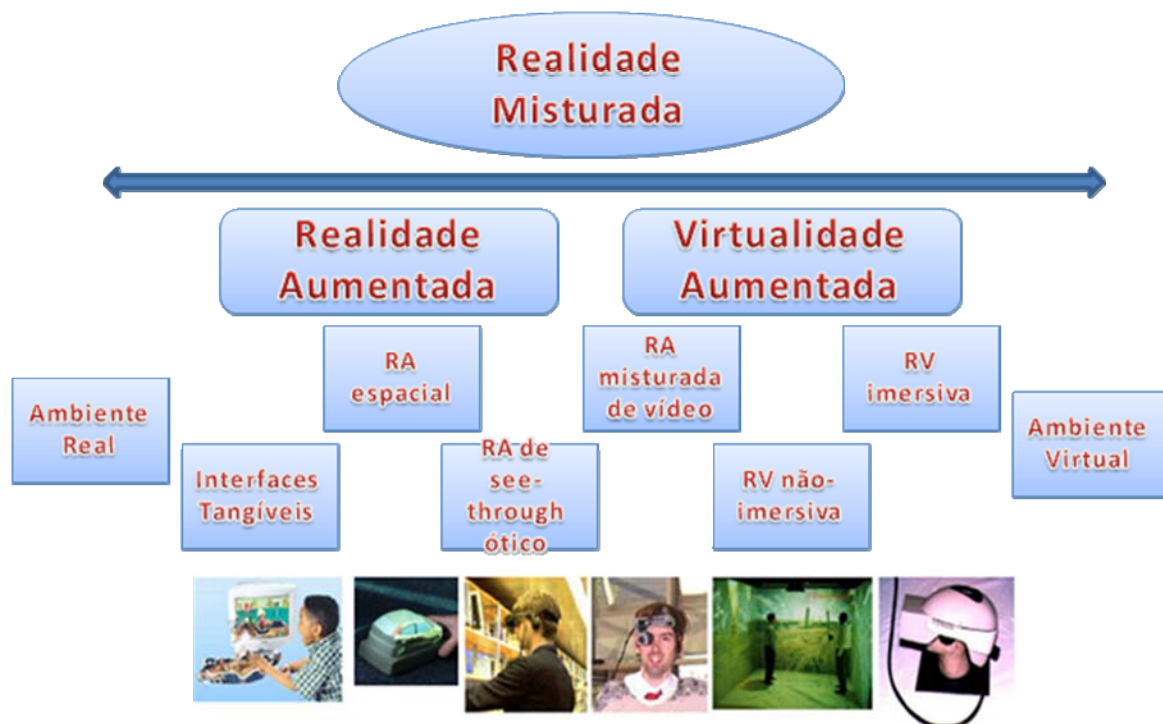 Realidade
Misturada
Realidade
Aumentada
Virtualidade
Aumentada
RA
espacial
RA
misturada
de vídeo
RV
imersiva
Ambiente
Real
Ambiente
Virtual
Interfaces
Tangíveis
RA de
see-
through
ótico
RV não-
imersiva